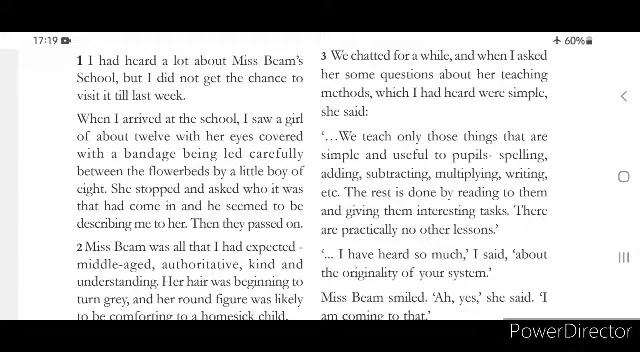 17:19
60%
1 I had heard a lot about Miss Beam's
School, but I did not get the chance to
visit it till last week.
When I arrived at the school, I saw a girl
of about twelve with her eyes covered
with a bandage being led carefully
between the flowerbeds by a little boy of
eight. She stopped and asked who it was
that had come in and he seemed to be
describing me to her. Then they passed on.
2 Miss Beam was all that I had expected -
middle-aged, authoritative, kind and
understanding. Her hair was beginning to
turn grey, and her round figure was likely
to be comforting to a homesick child.
3 We chatted for a while, and when I asked
her some questions about her teaching
methods, which I had heard were simple,
she said:
‘…We teach only those things that are
simple and useful to pupils- spelling,
adding, subtracting, multiplying, writing,
etc. The rest is done by reading to them
and giving them interesting tasks. There
are practically no other lessons.’
‘... I have heard so much,’ I said, ‘about
the originality of your system.’
Miss Beam smiled. ‘Ah, yes,’ she said. ‘I
am coming to that.’
PowerDirector